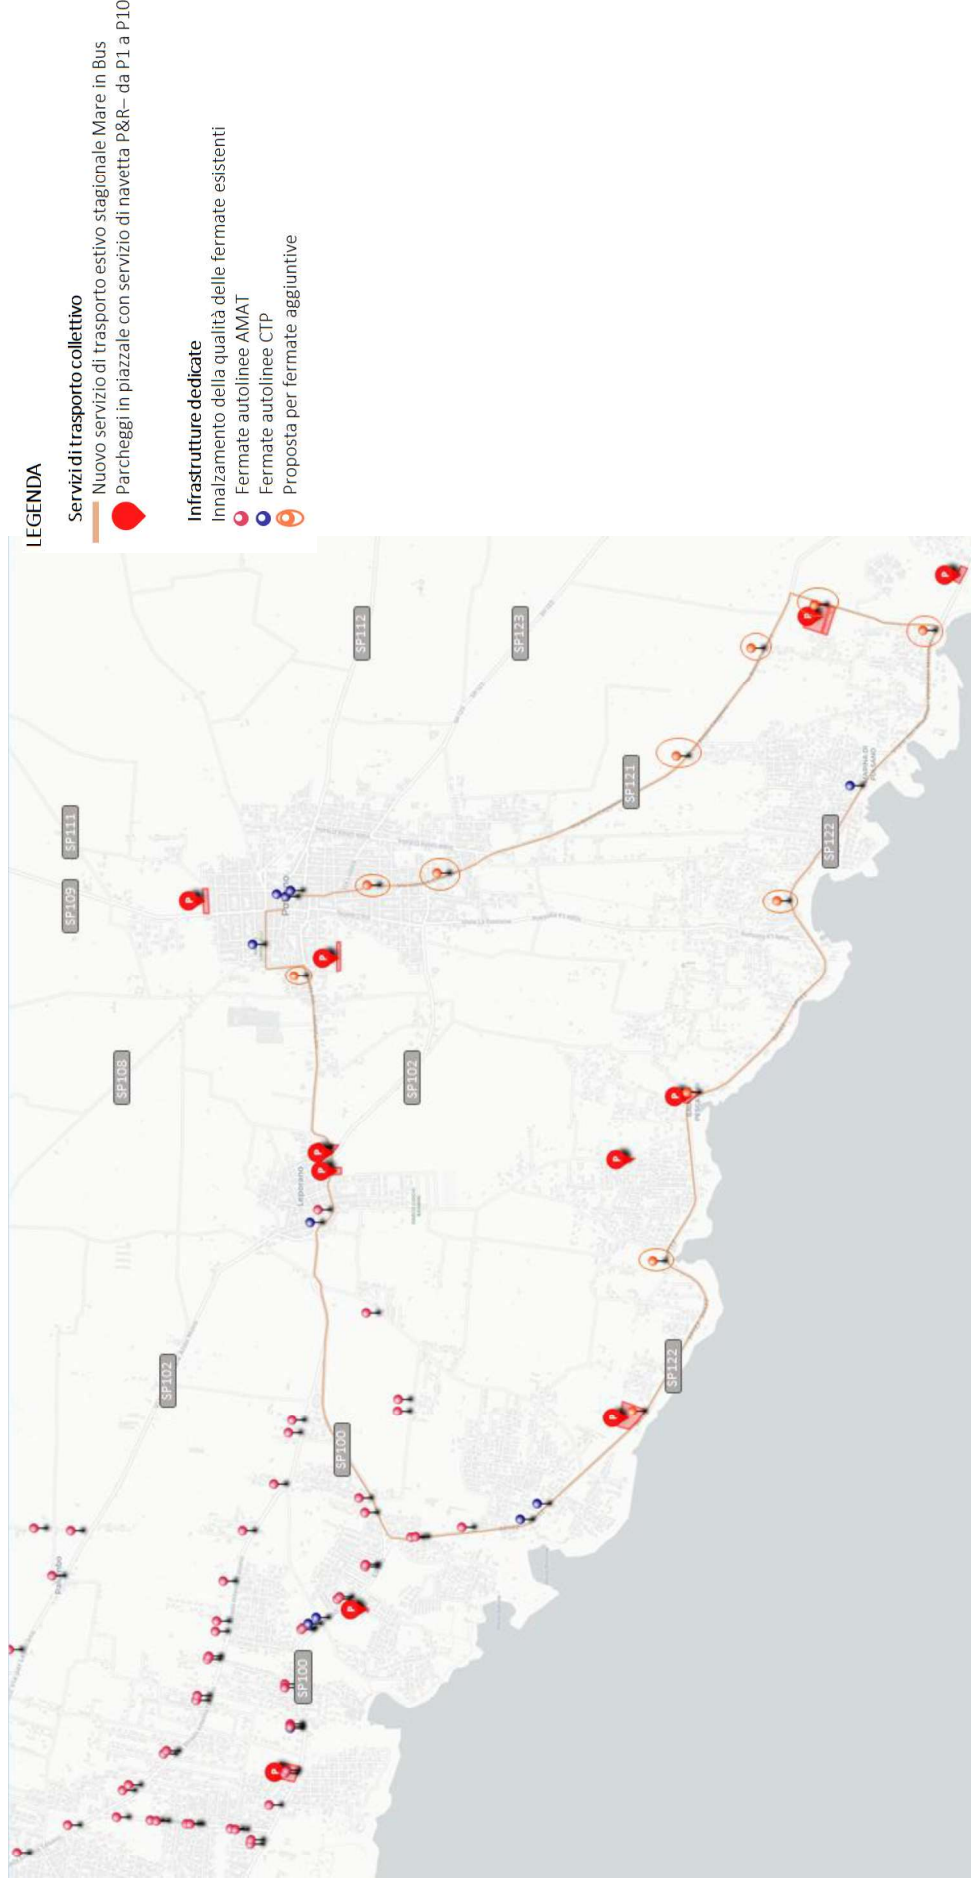 LEGENDA
Servizi di trasporto collettivo
Nuovo servizio di trasporto estivo stagionale Mare in Bus
Parcheggi in piazzale con servizio di navetta P&R– da P1 a P10
Infrastrutture dedicate
Innalzamento della qualità delle fermate esistenti
Fermate autolinee AMAT
Fermate autolinee CTP
Proposta per fermate aggiuntive
SP111
SP109
SP112
SP123
SP108
SP102
SP121
SP122
SP102
SP100
SP122
SP100
Leporano
MARINA DI